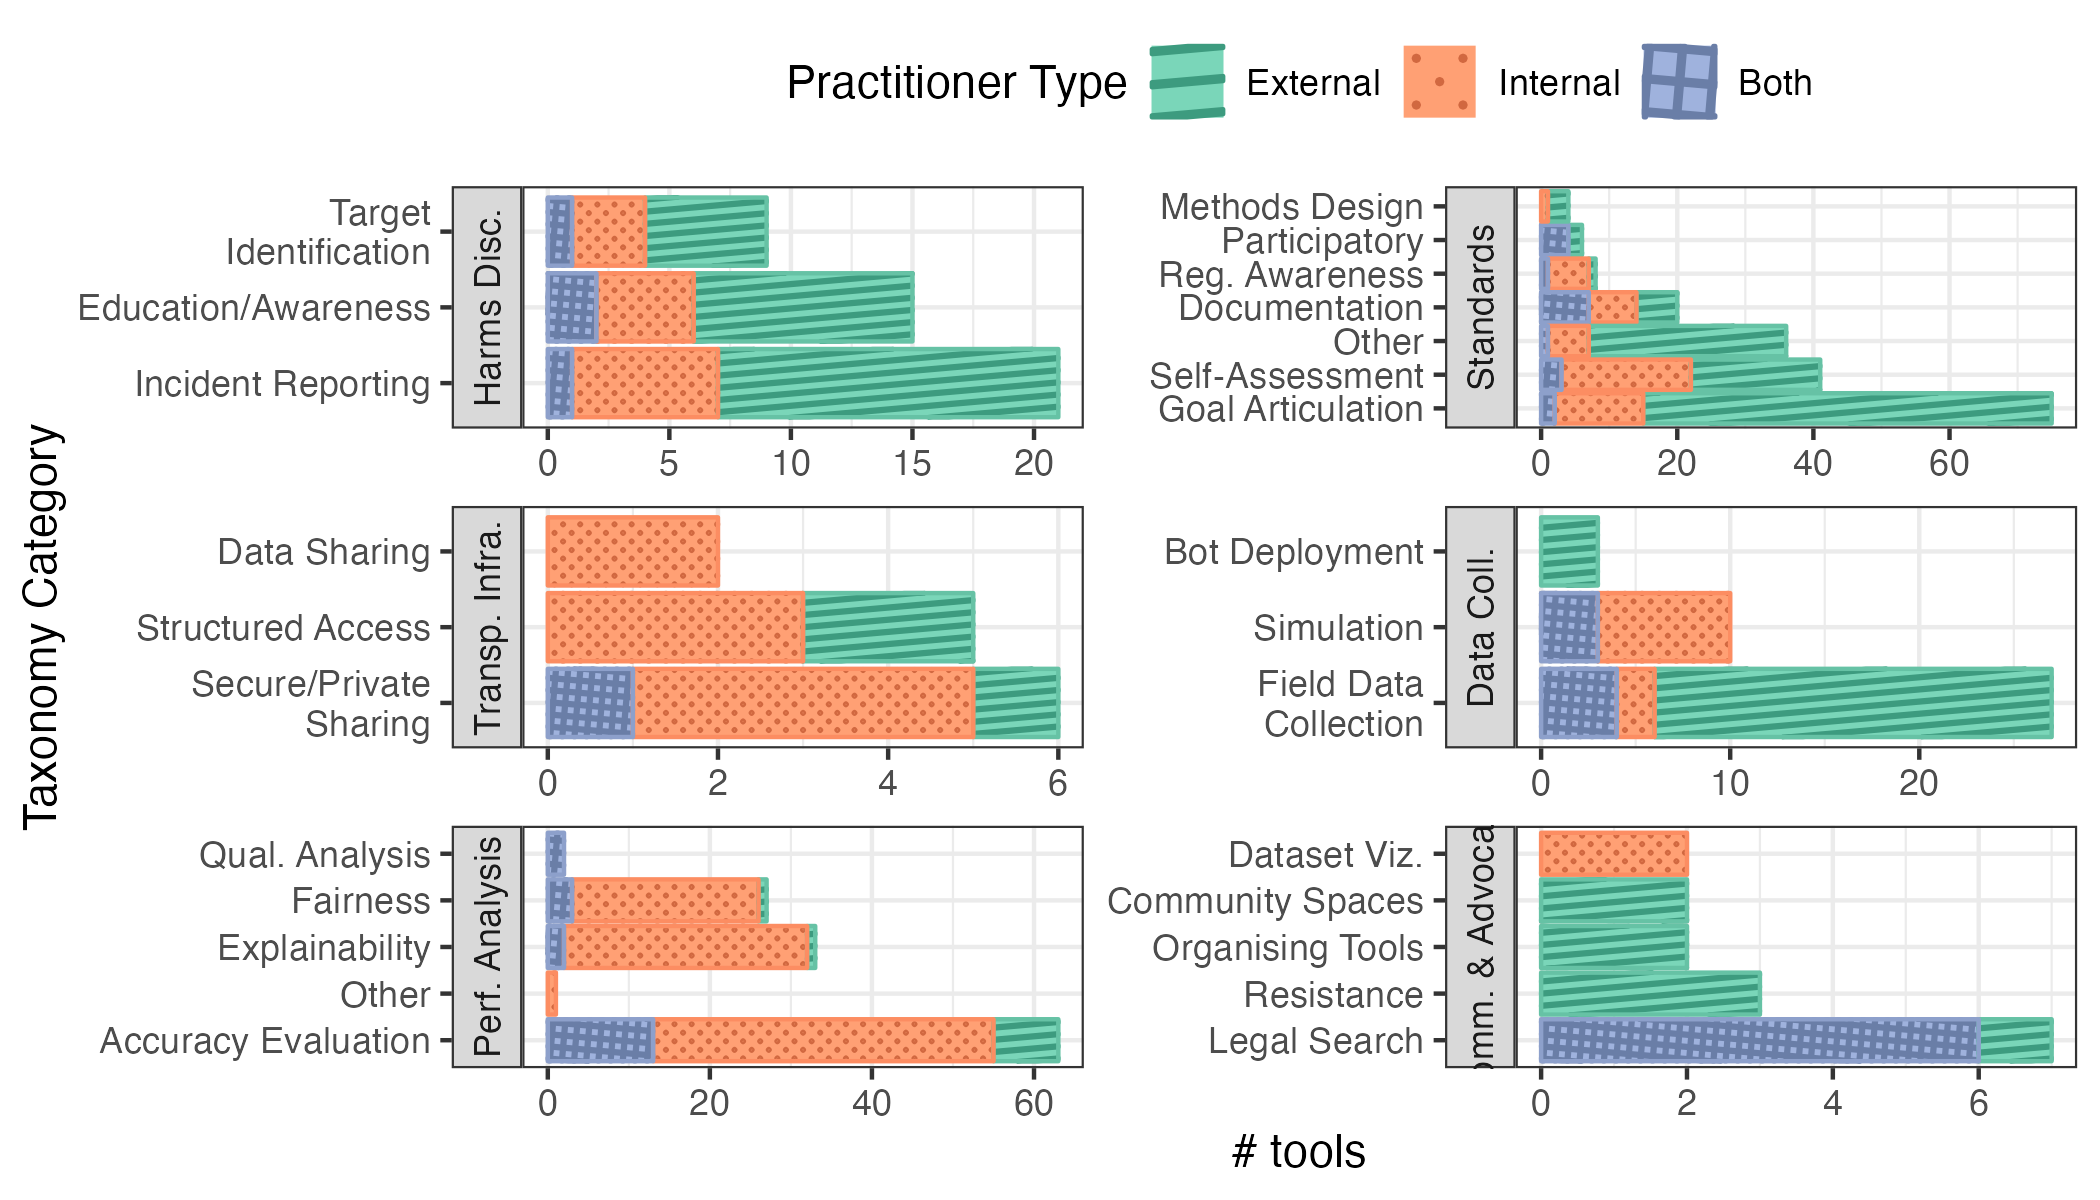 Practitioner Type External Internal Both
Taxonomy Category
Harms Disc.
Target
Identification
Education/Awareness
Incident Reporting
0 5 10 15 20
Standards
Methods Design
Participatory
Reg. Awareness
Documentation
Other
Self-Assessment
Goal Articulation
0 20 40 60
Transp. Infra.
Data Sharing
Structured Access
Secure/Private
Sharing
0 2 4 6
Data Coll.
Bot Deployment
Simulation
Field Data
Collection
0 10 20
Perf. Analysis
Qual. Analysis
Fairness
Explainability
Other
Accuracy Evaluation
0 20 40 60
omm. & Advoca
Dataset Viz.
Community Spaces
Organising Tools
Resistance
Legal Search
0 2 4 6
# tools